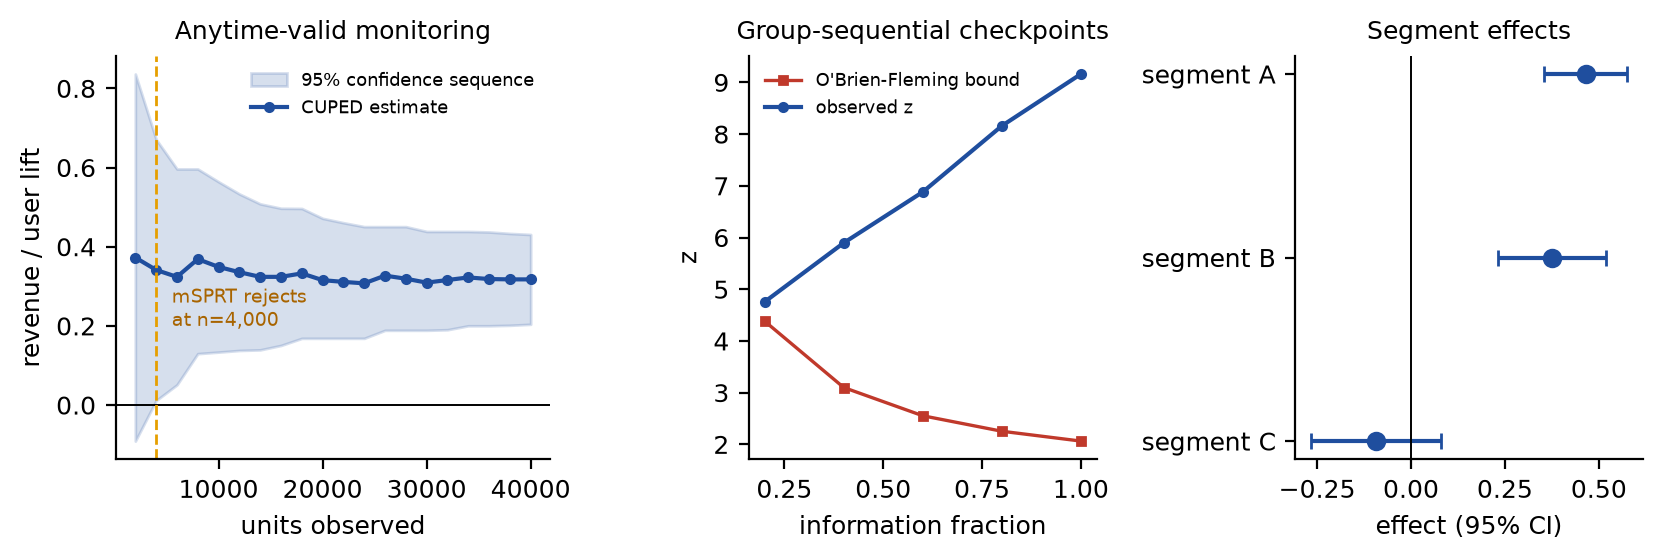 Anytime-valid monitoring
95% confidence sequence
CUPED estimate
mSPRT rejects
at n=4,000
revenue / user lift
0.8
0.6
0.4
0.2
0.0
10000 20000 30000 40000
units observed
Group-sequential checkpoints
O'Brien-Fleming bound
observed z
z
9
8
7
6
5
4
3
2
0.25 0.50 0.75 1.00
information fraction
Segment effects
segment A
segment B
segment C
−0.25 0.00 0.25 0.50
effect (95% CI)